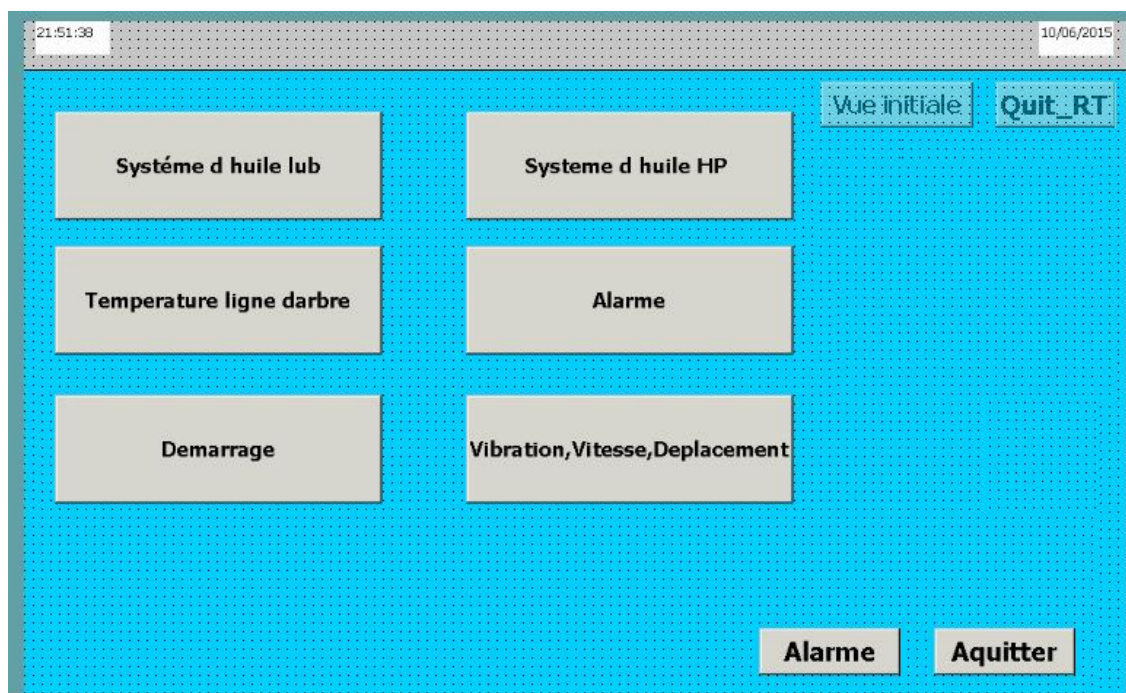 21:51:38
10/06/2015
Vue initiale
Quit_RT
Systéme d huile lub
Systeme d huile HP
Temperature ligne darbre
Alarme
Demarrage
Vibration,Vitesse,Deplacement
Alarme
Aquitter